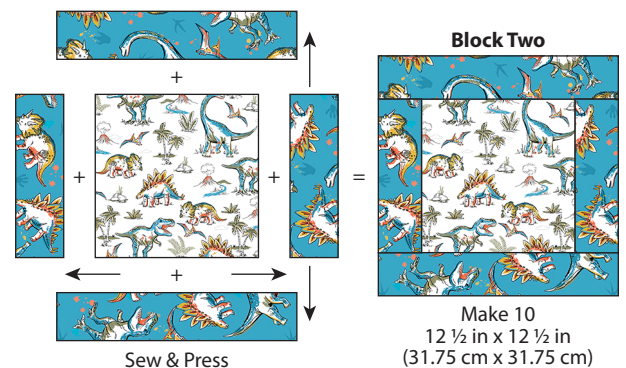 Block Two
+
+
+
=
+
Sew & Press
Make 10
12 ½ in x 12 ½ in
(31.75 cm x 31.75 cm)